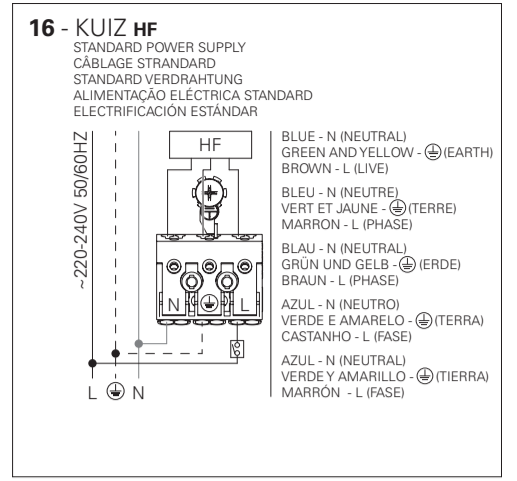 16 - KUIZ HF
STANDARD POWER SUPPLY
CÂBLAGE STRANDARD
STANDARD VERDRAHTUNG
ALIMENTAÇÃO ELÉCTRICA STANDARD
ELECTRIFICACIÓN ESTÁNDAR
~220-240V 50/60HZ
HF
N L
L N
BLUE - N (NEUTRAL)
GREEN AND YELLOW - (EARTH)
BROWN - L (LIVE)
BLEU - N (NEUTRE)
VERT ET JAUNE - (TERRE)
MARRON - L (PHASE)
BLAU - N (NEUTRAL)
GRÜN UND GELB - (ERDE)
BRAUN - L (PHASE)
AZUL - N (NEUTRO)
VERDE E AMARELO - (TERRA)
CASTANHO - L (FASE)
AZUL - N (NEUTRAL)
VERDE Y AMARILLO - (TIERRA)
MARRÓN - L (FASE)